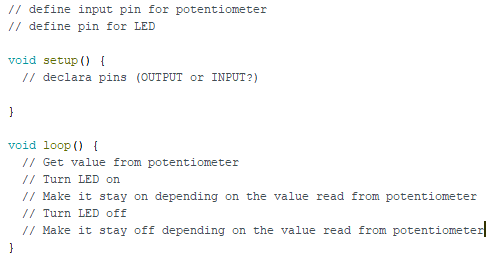 // define input pin for potentiometer
// define pin for LED
void setup() {
// declara pins (OUTPUT or INPUT?)
}
void loop() {
// Get value from potentiometer
// Turn LED on
// Make it stay on depending on the value read from potentiometer
// Turn LED off
// Make it stay off depending on the value read from potentiometer
}